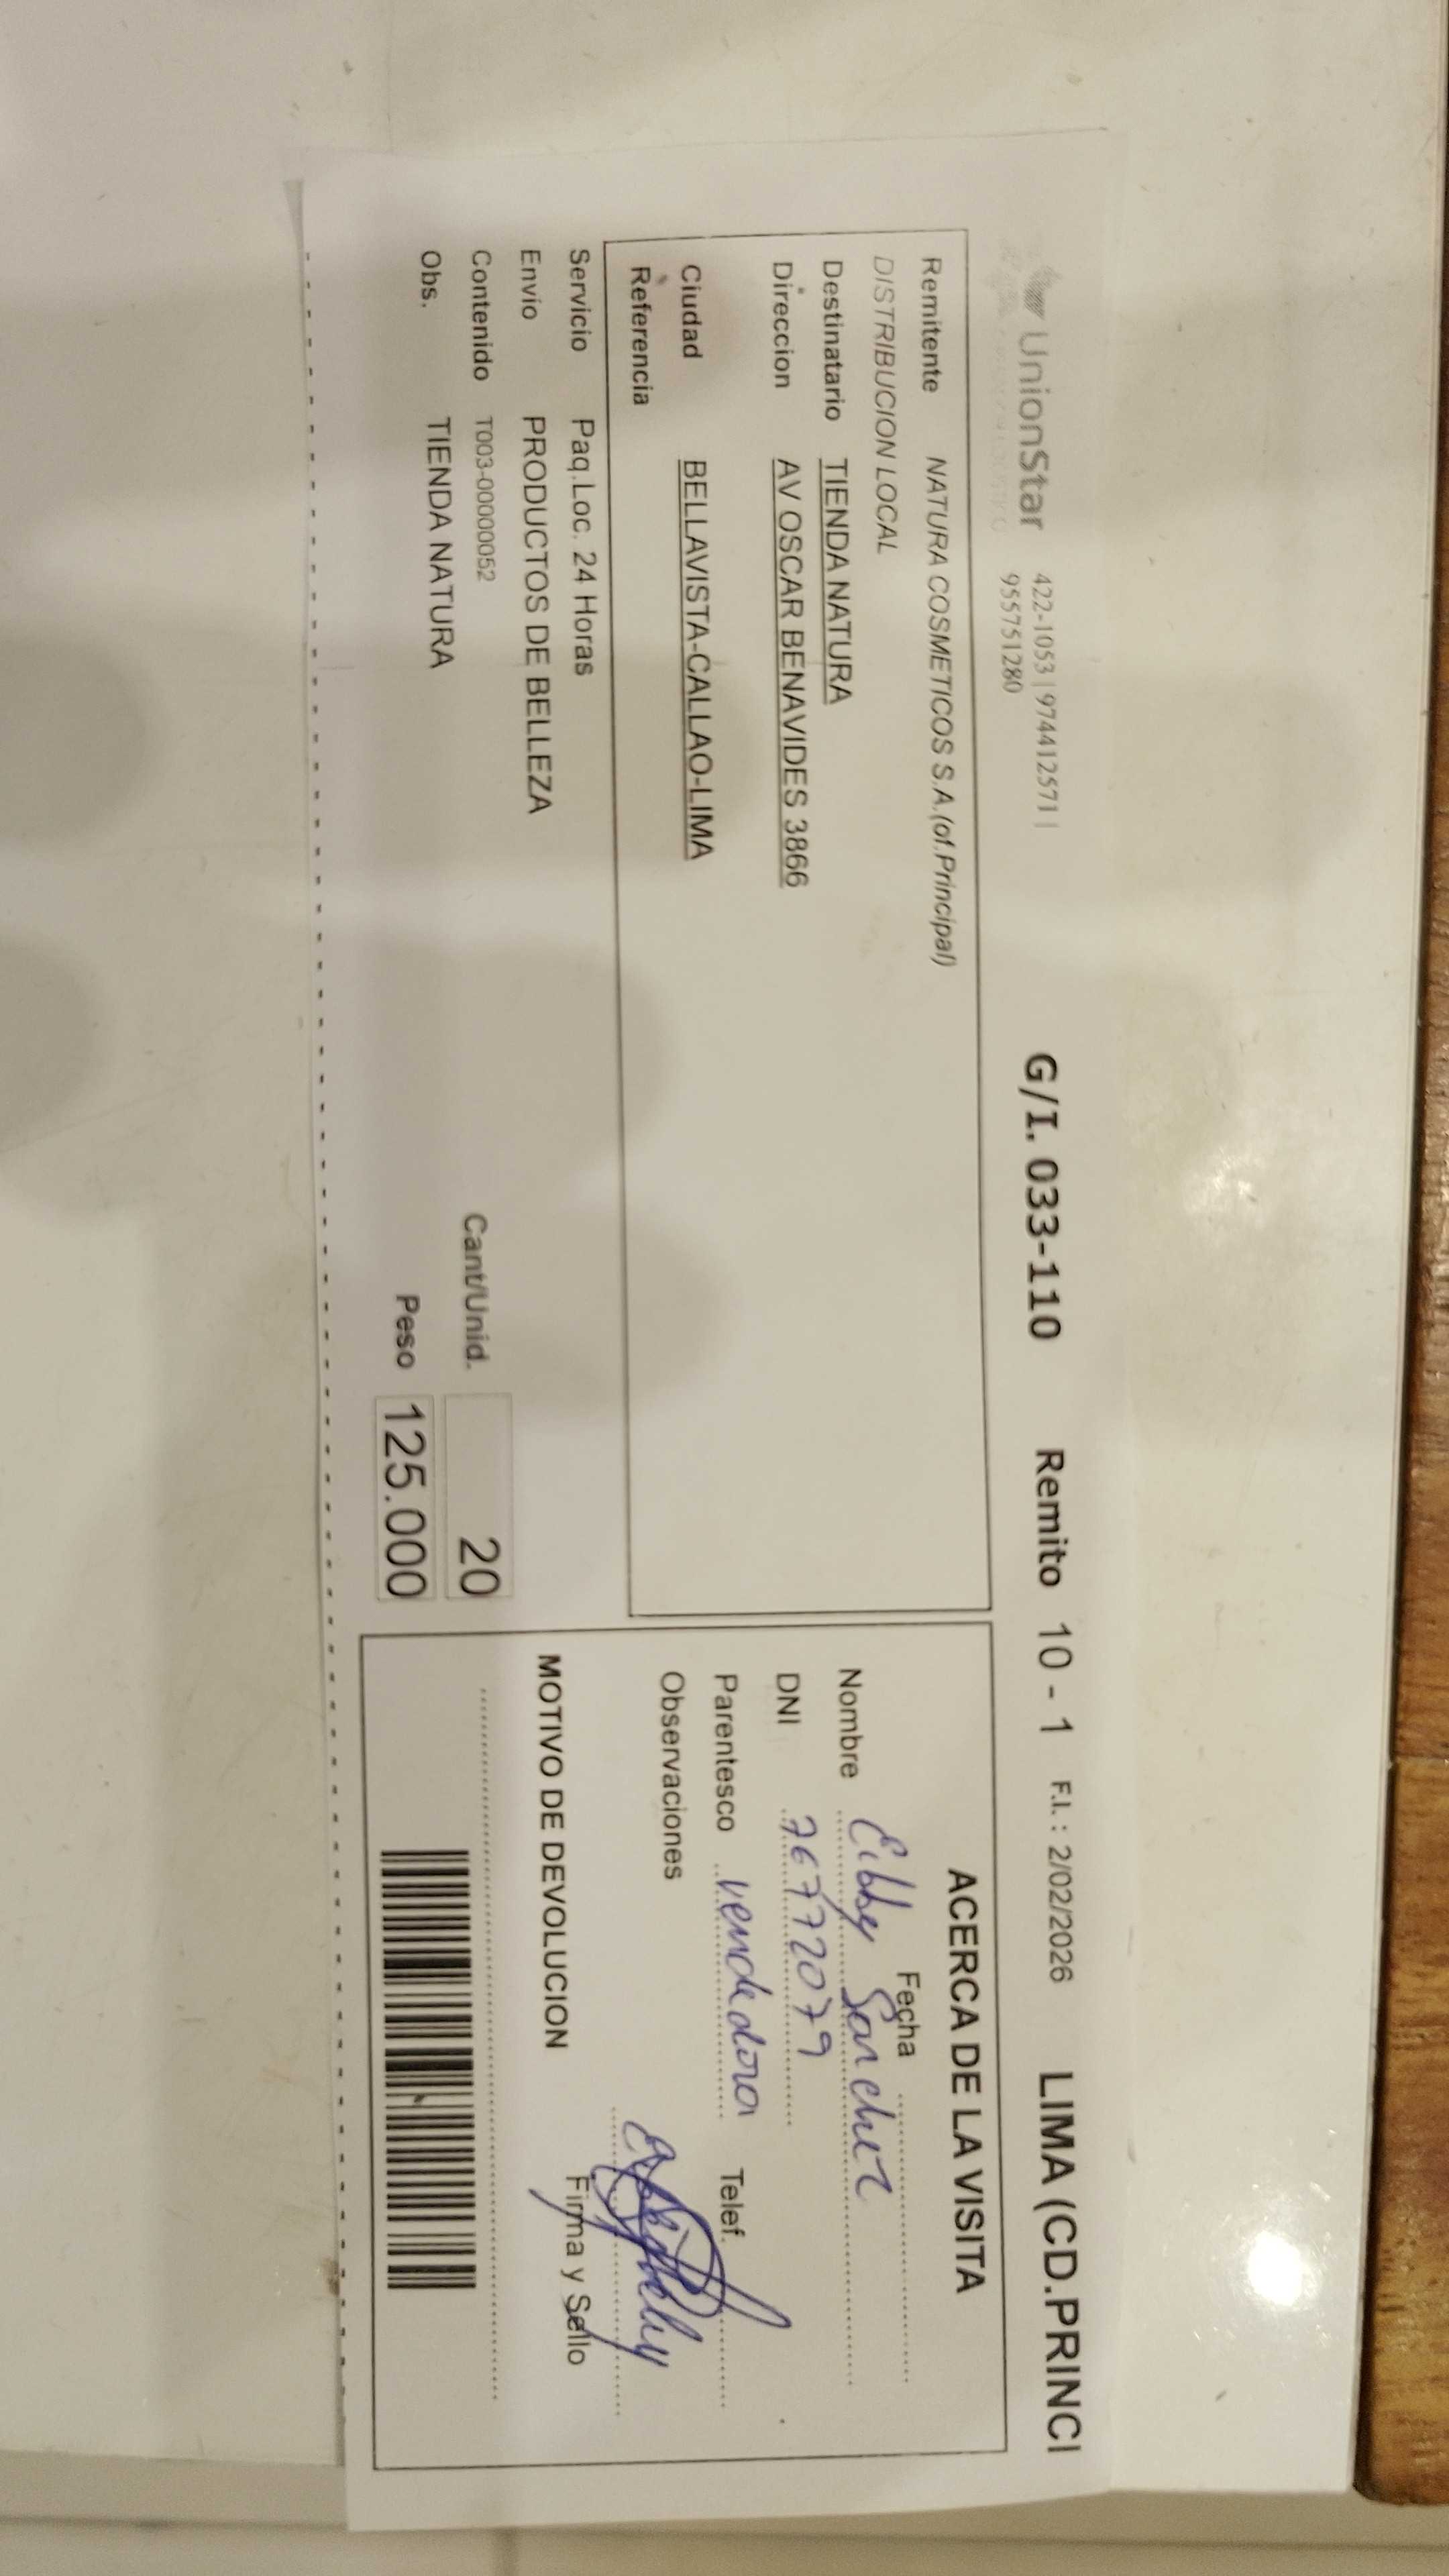 UnionStar
422-1053 | 974412571 |
955751280
G/I. 033-110 Remito 10 - 1 F.I. : 2/02/2026 LIMA (CD.PRINCI
Remitente NATURA COSMETICOS S.A.(of.Principal)
DISTRIBUCION LOCAL
Destinatario TIENDA NATURA
Direccion AV OSCAR BENAVIDES 3866
Ciudad BELLAVISTA-CALLAO-LIMA
Referencia
Servicio Paq.Loc. 24 Horas
Envio PRODUCTOS DE BELLEZA
Contenido T003-00000052
Obs. TIENDA NATURA
Cant/Unid. 20
Peso 125.000
ACERCA DE LA VISITA
Fecha
Nombre Eibby Sanchez
DNI 76772079
Parentesco vendedora Telef.
Observaciones
Firma y Sello
MOTIVO DE DEVOLUCION